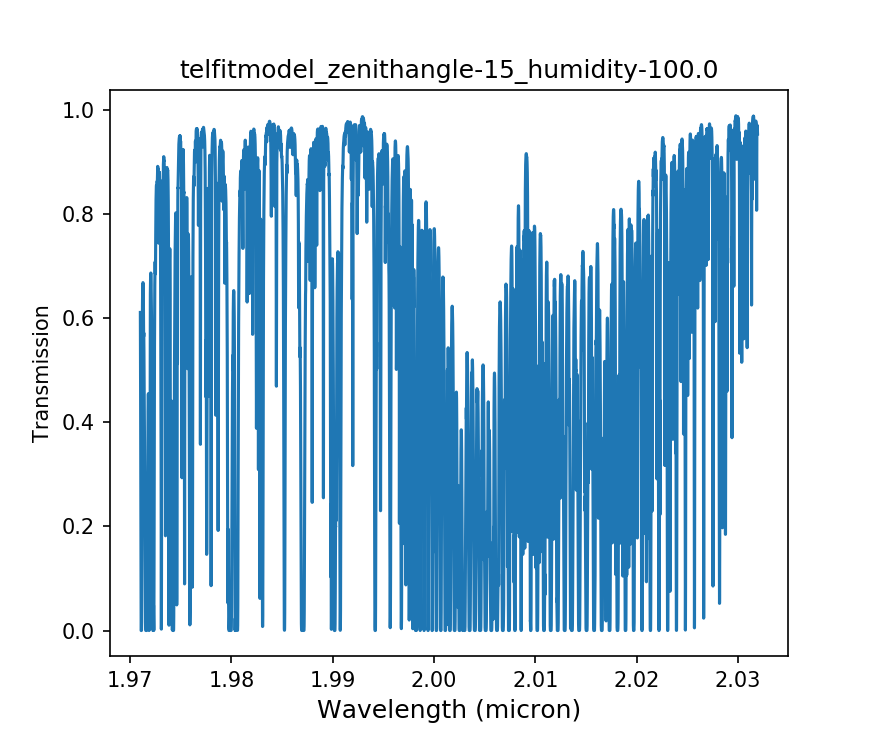 telfitmodel_zenithangle-15_humidity-100.0
1.0
0.8
0.6
0.4
0.2
0.0
Transmission
1.97 1.98 1.99 2.00 2.01 2.02 2.03
Wavelength (micron)